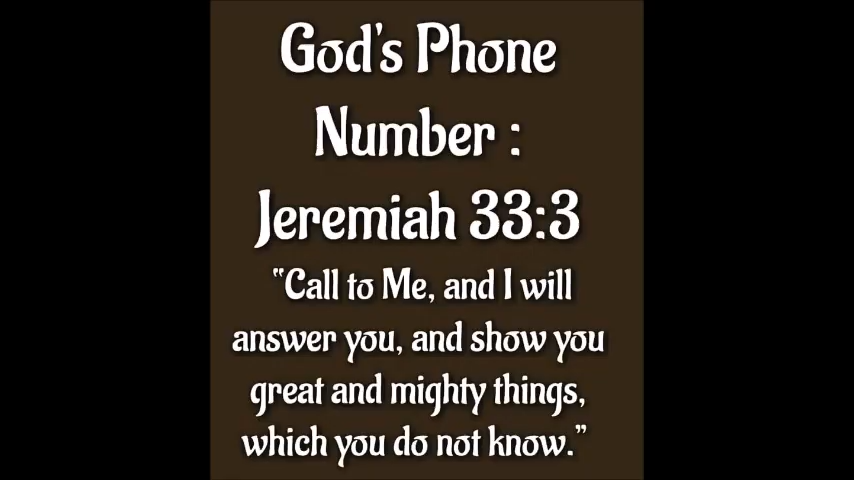 God's Phone
Number :
Jeremiah 33:3
"Call to Me, and I will
answer you, and show you
great and mighty things,
which you do not know."